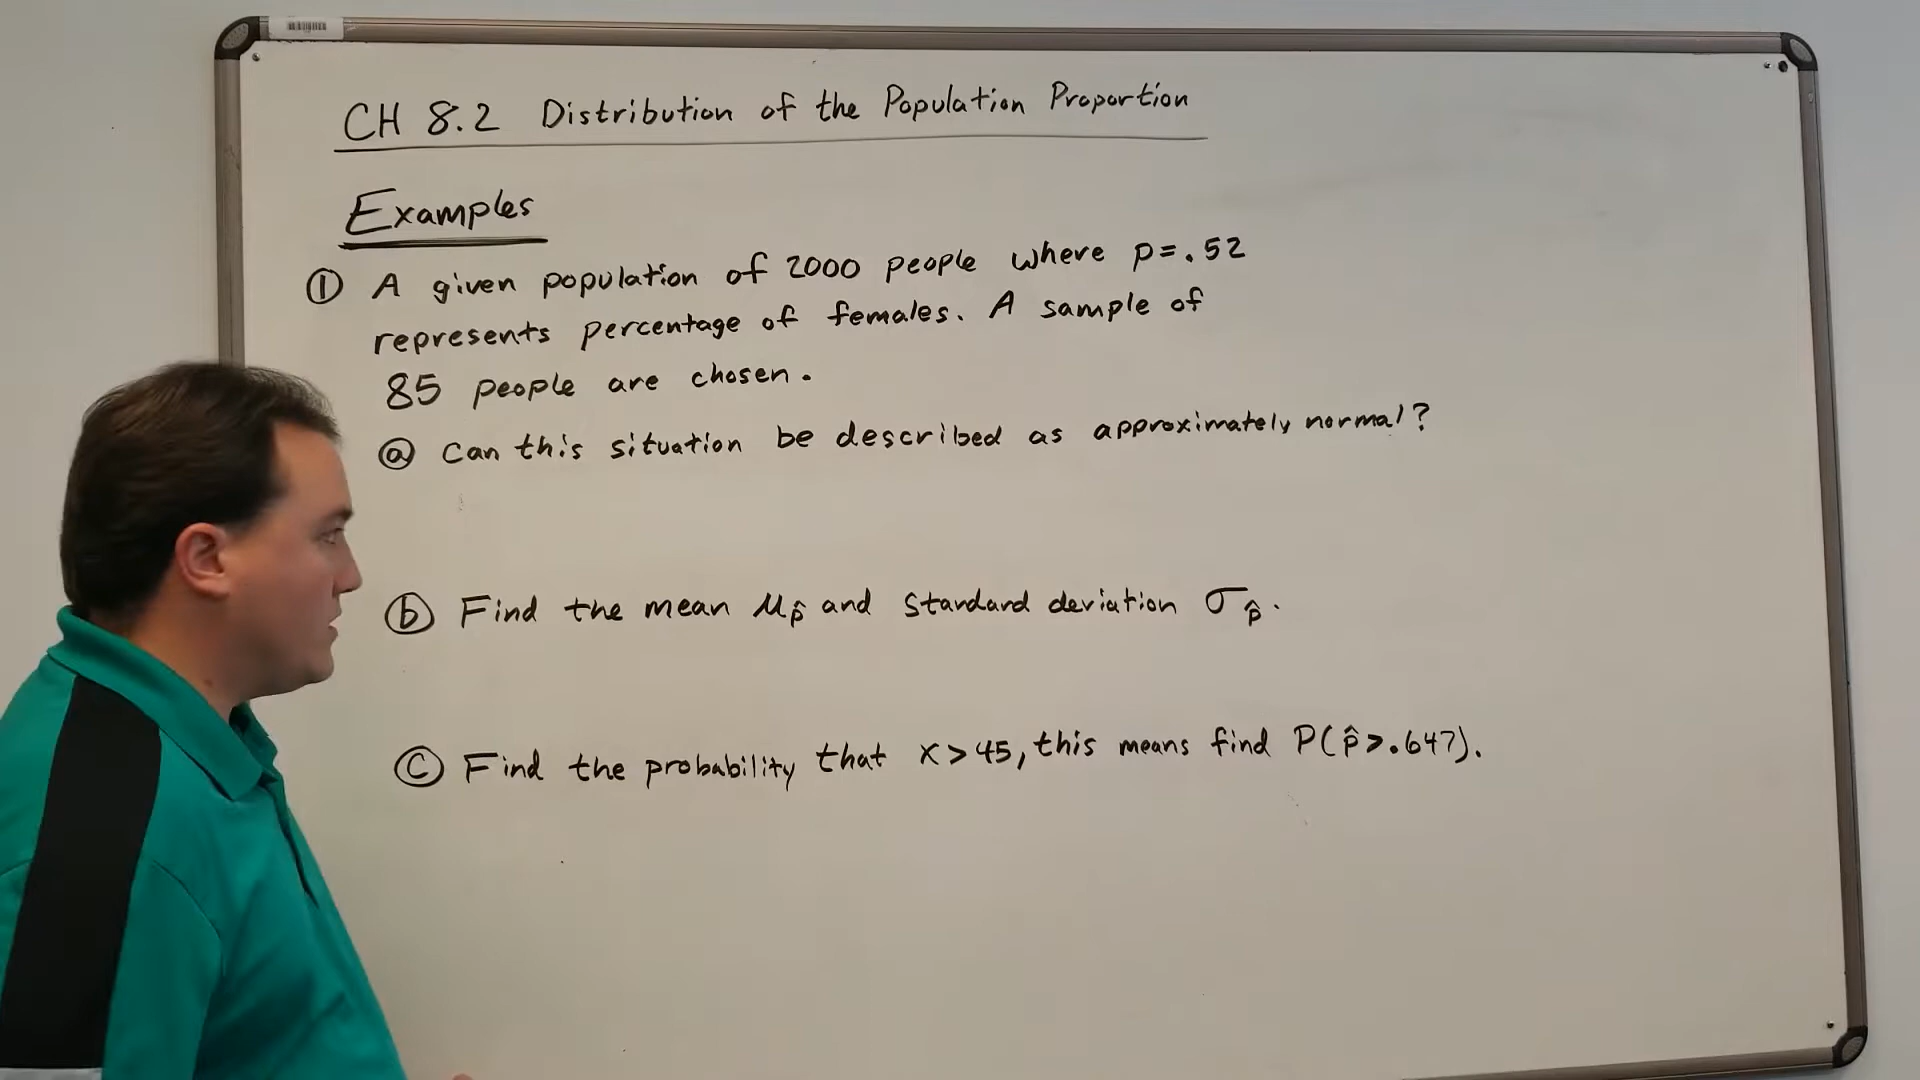 CH 8.2 Distribution of the Population Proportion
Examples
① A given population of 2000 people where p=.52
represents percentage of females. A sample of
85 people are chosen.
ⓐ Can this situation be described as approximately normal?
ⓑ Find the mean μp̂ and standard deviation σp̂.
ⓒ Find the probability that x>45, this means find P(p̂>.647).